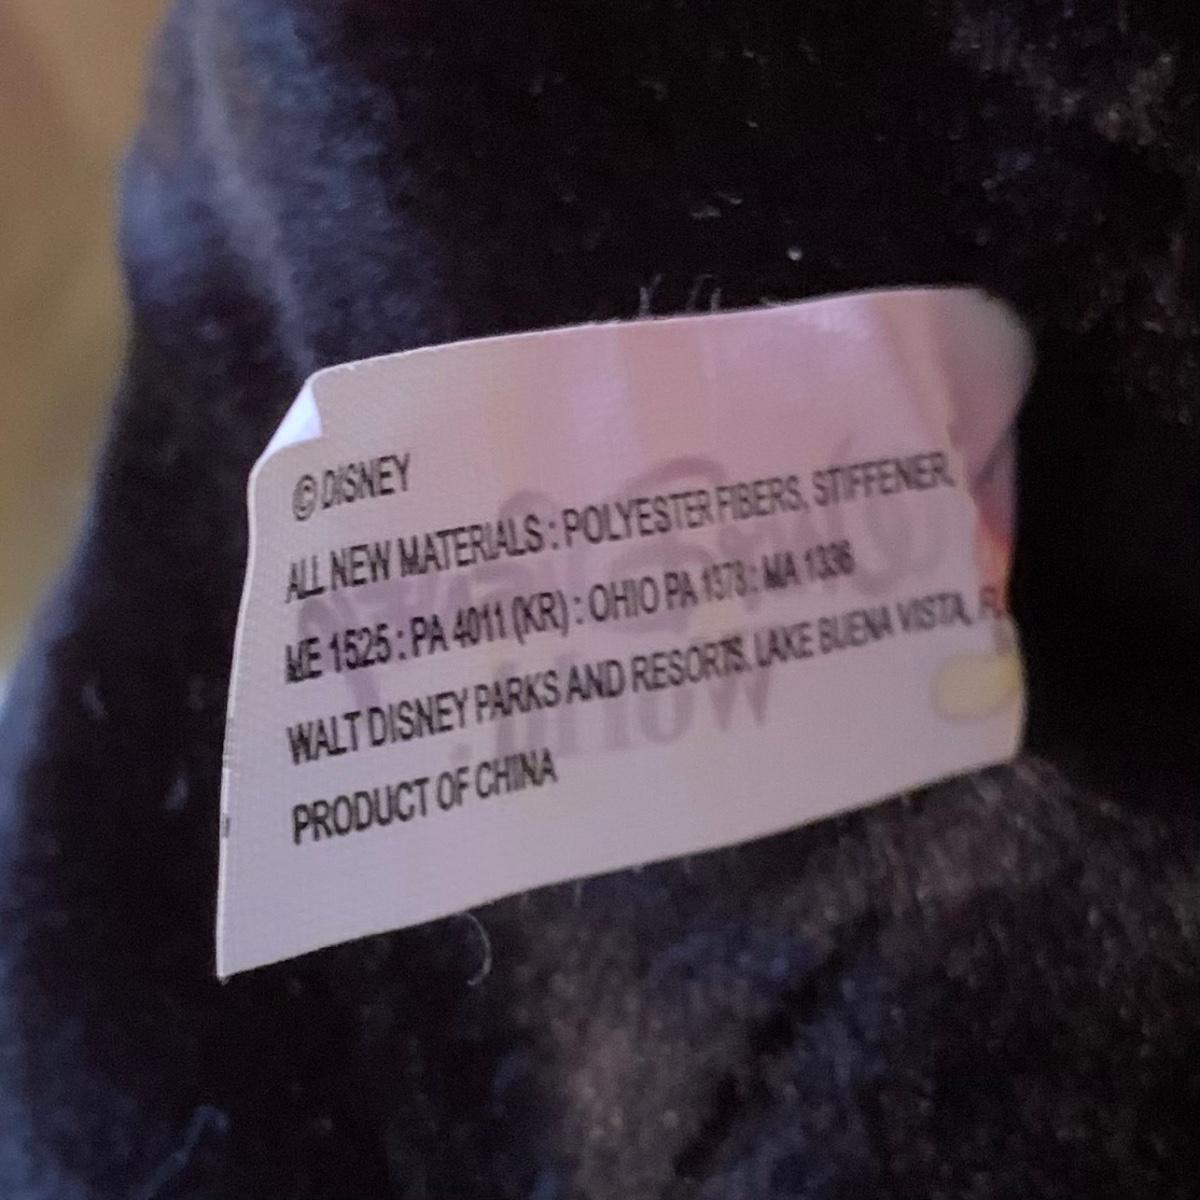 © DISNEY
ALL NEW MATERIALS : POLYESTER FIBERS, STIFFENER,
ME 1525 : PA 4011 (KR) : OHIO PA 1378 : MA 1336
WALT DISNEY PARKS AND RESORTS, LAKE BUENA VISTA, FL
PRODUCT OF CHINA